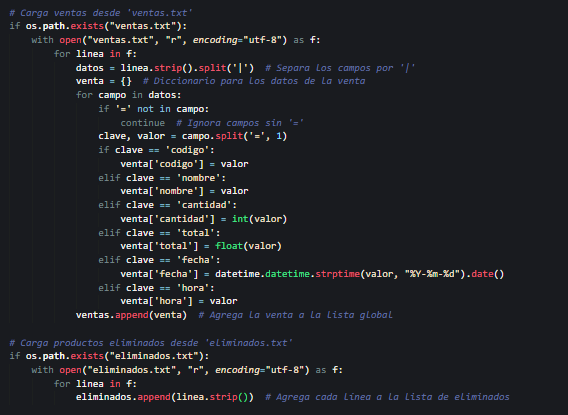 # Carga ventas desde 'ventas.txt'
if os.path.exists("ventas.txt"):
    with open("ventas.txt", "r", encoding="utf-8") as f:
        for linea in f:
            datos = linea.strip().split('|')  # Separa los campos por '|'
            venta = {}  # Diccionario para los datos de la venta
            for campo in datos:
                if '=' not in campo:
                    continue  # Ignora campos sin '='
                clave, valor = campo.split('=', 1)
                if clave == 'codigo':
                    venta['codigo'] = valor
                elif clave == 'nombre':
                    venta['nombre'] = valor
                elif clave == 'cantidad':
                    venta['cantidad'] = int(valor)
                elif clave == 'total':
                    venta['total'] = float(valor)
                elif clave == 'fecha':
                    venta['fecha'] = datetime.datetime.strptime(valor, "%Y-%m-%d").date()
                elif clave == 'hora':
                    venta['hora'] = valor
            ventas.append(venta)  # Agrega la venta a la lista global

# Carga productos eliminados desde 'eliminados.txt'
if os.path.exists("eliminados.txt"):
    with open("eliminados.txt", "r", encoding="utf-8") as f:
        for linea in f:
            eliminados.append(linea.strip())  # Agrega cada línea a la lista de eliminados